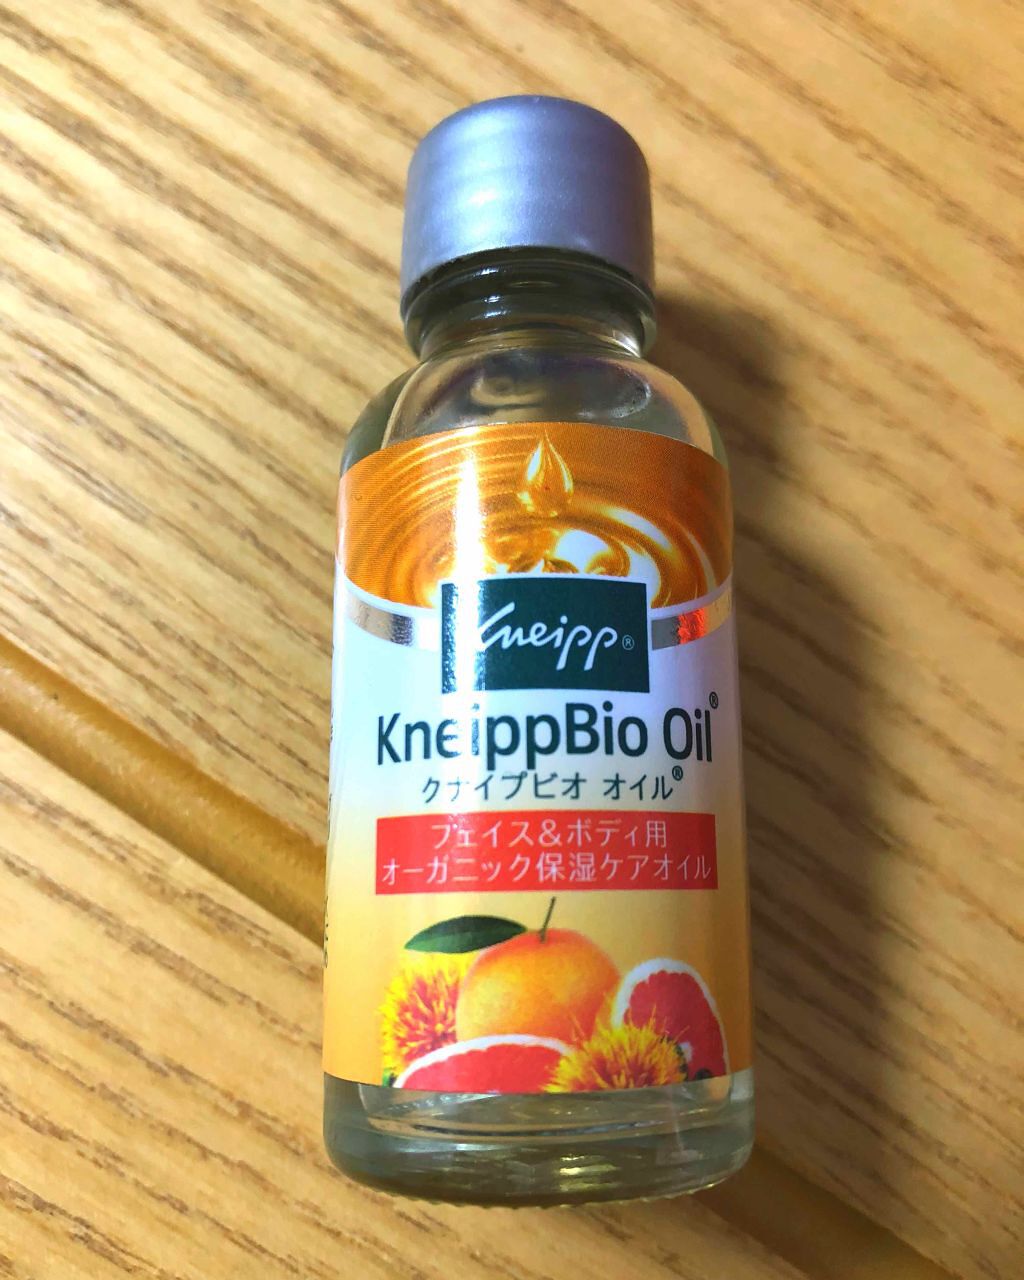 Kneipp®
KneippBio Oil®
クナイプビオ オイル®
フェイス&ボディ用
オーガニック保湿ケアオイル